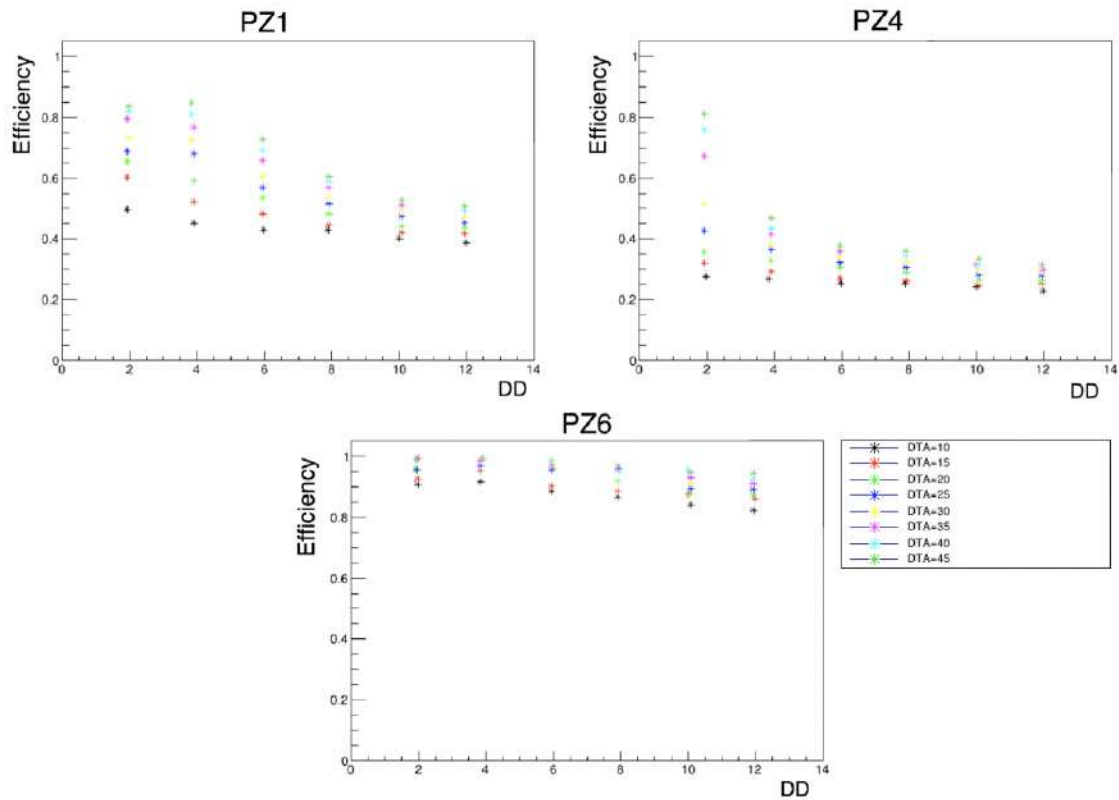 PZ1
Efficiency
1
0.8
0.6
0.4
0.2
0
0 2 4 6 8 10 12 14
DD
PZ4
Efficiency
1
0.8
0.6
0.4
0.2
0
0 2 4 6 8 10 12 14
DD
PZ6
Efficiency
1
0.8
0.6
0.4
0.2
0
0 2 4 6 8 10 12 14
DD
DTA=10
DTA=15
DTA=20
DTA=25
DTA=30
DTA=35
DTA=40
DTA=45